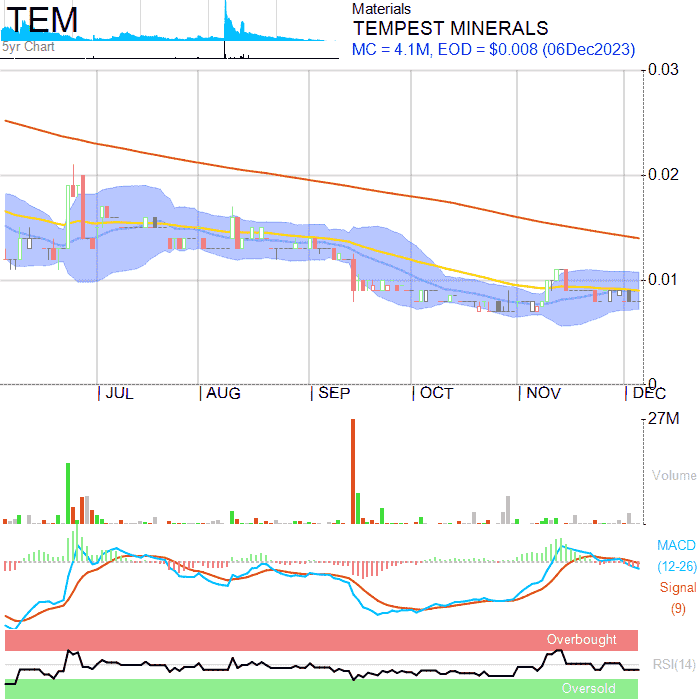 TEM
5yr Chart
Materials
TEMPEST MINERALS
MC = 4.1M, EOD = $0.008 (06Dec2023)
0.03
0.02
0.01
0
JUL AUG SEP OCT NOV DEC
27M
Volume
MACD
(12-26)
Signal
(9)
Overbought
RSI(14)
Oversold